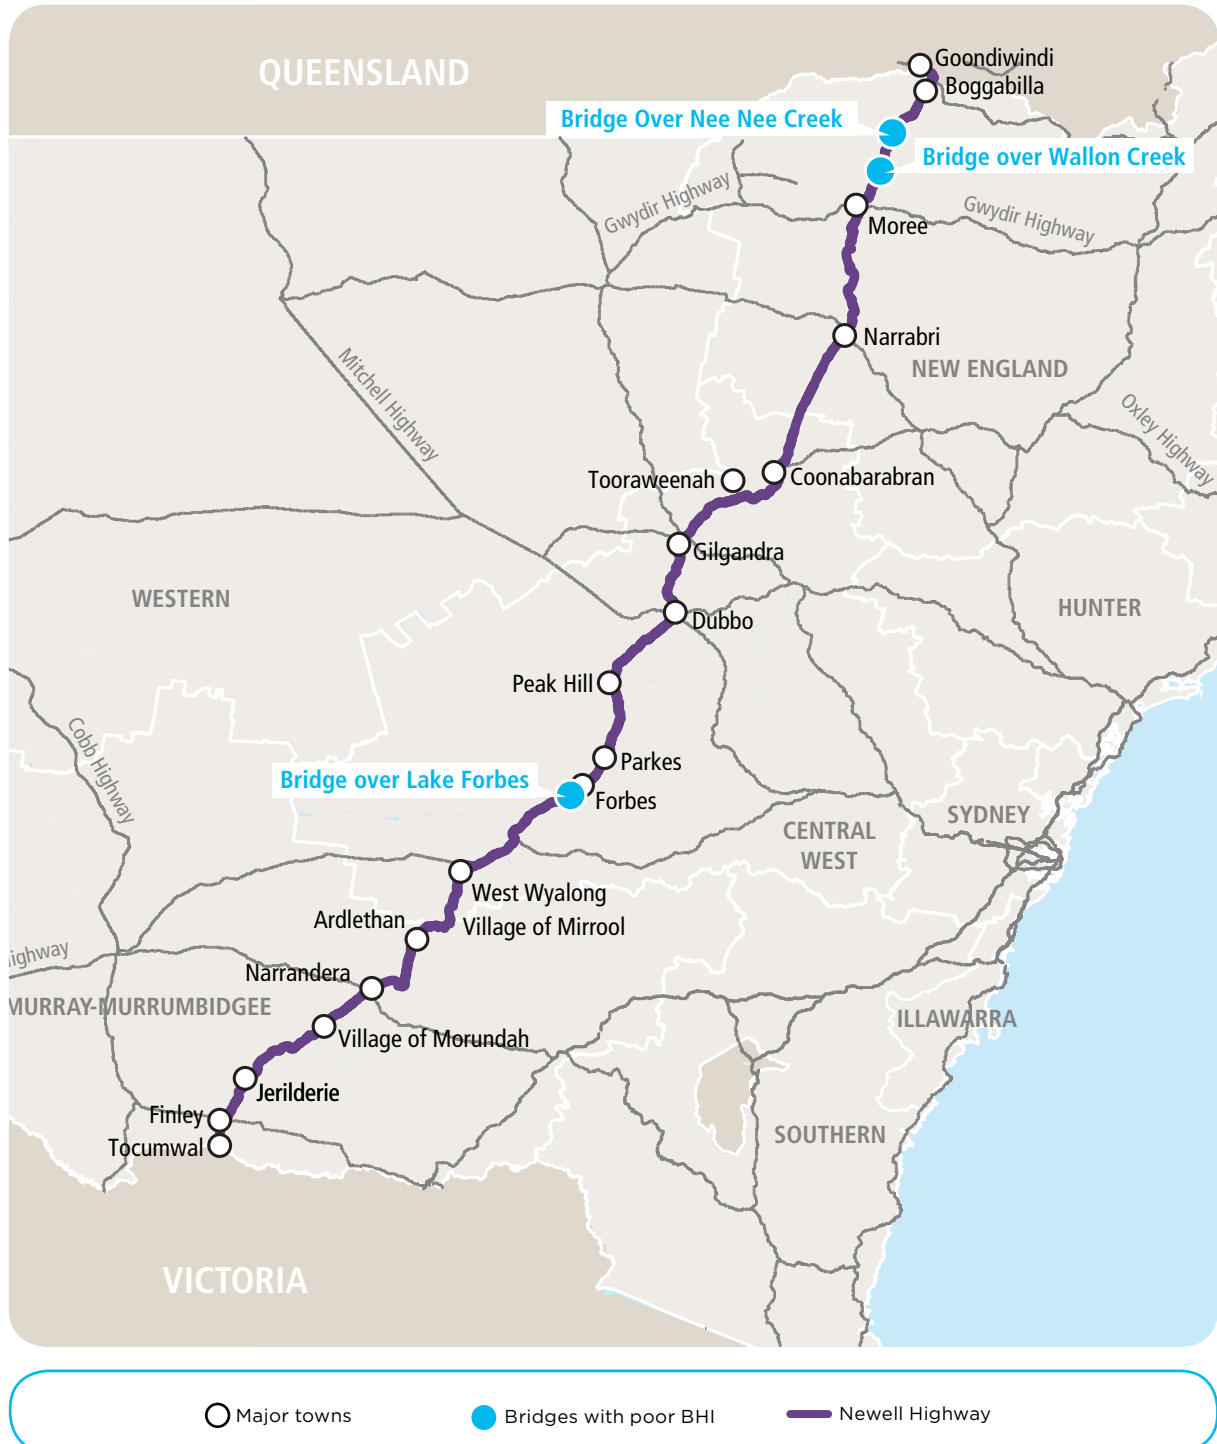 QUEENSLAND
Goondiwindi
Boggabilla
Bridge Over Nee Nee Creek
Bridge over Wallon Creek
Gwydir Highway
Gwydir Highway
Moree
Narrabri
NEW ENGLAND
Mitchell Highway
Oxley Highway
Tooraweenah
Coonabarabran
Gilgandra
WESTERN
HUNTER
Dubbo
Peak Hill
Cobb Highway
Parkes
Bridge over Lake Forbes
Forbes
SYDNEY
CENTRAL
WEST
West Wyalong
Ardlethan
Village of Mirrool
ighway
Narrandera
MURRAY-MURRUMBIDGEE
ILLAWARRA
Village of Morundah
Jerilderie
Finley
SOUTHERN
Tocumwal
VICTORIA
Major towns
Bridges with poor BHI
Newell Highway